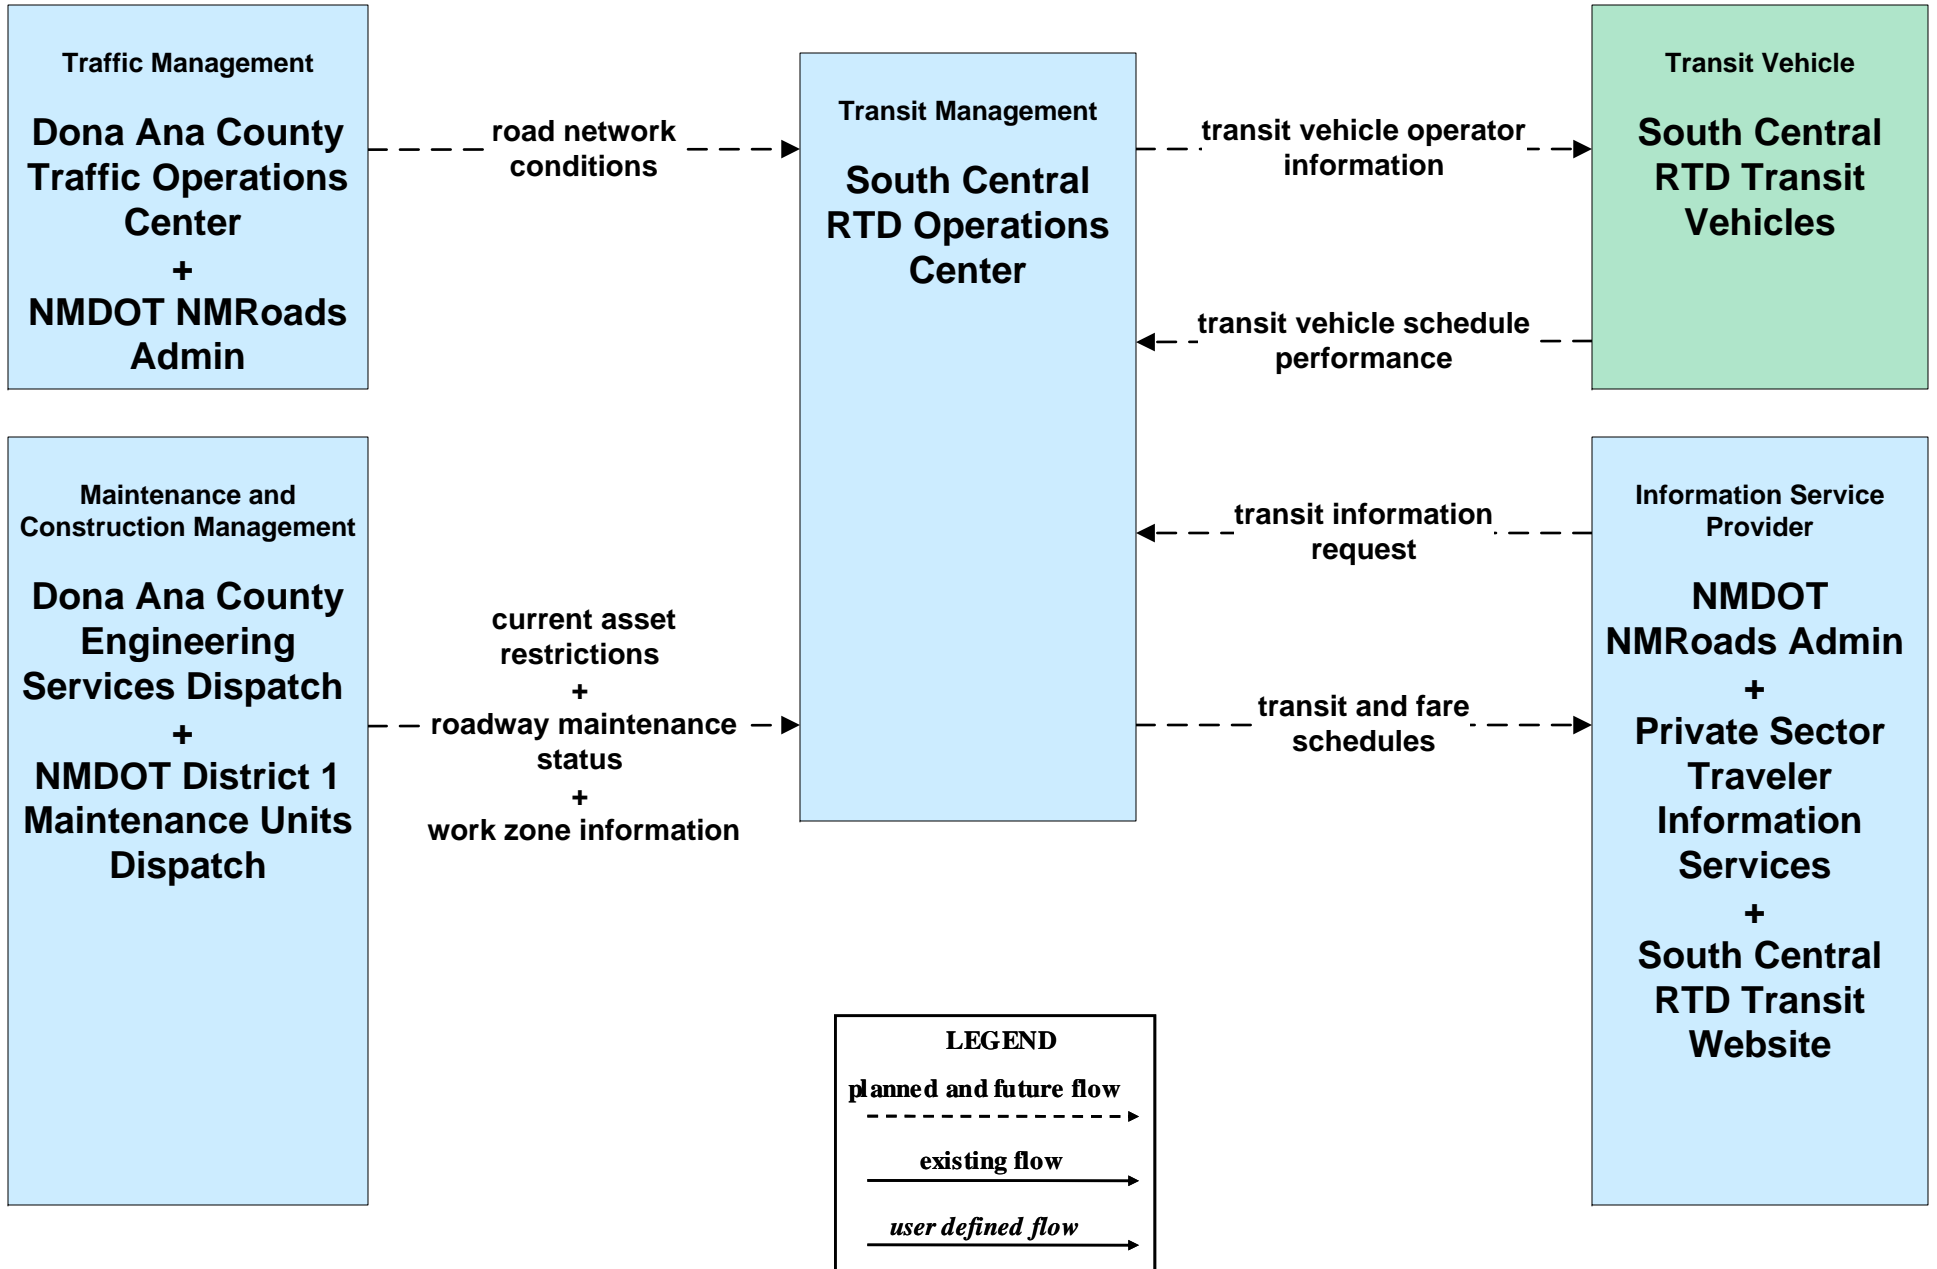 Traffic Management
Dona Ana County
Traffic Operations
Center
+
NMDOT NMRoads
Admin
road network
conditions
Transit Management
South Central
RTD Operations
Center
transit vehicle operator
information
Transit Vehicle
South Central
RTD Transit
Vehicles
transit vehicle schedule
performance
Maintenance and
Construction Management
Dona Ana County
Engineering
Services Dispatch
+
NMDOT District 1
Maintenance Units
Dispatch
current asset
restrictions
+
roadway maintenance
status
+
work zone information
transit information
request
transit and fare
schedules
Information Service
Provider
NMDOT
NMRoads Admin
+
Private Sector
Traveler
Information
Services
+
South Central
RTD Transit
Website
LEGEND
planned and future flow
existing flow
user defined flow